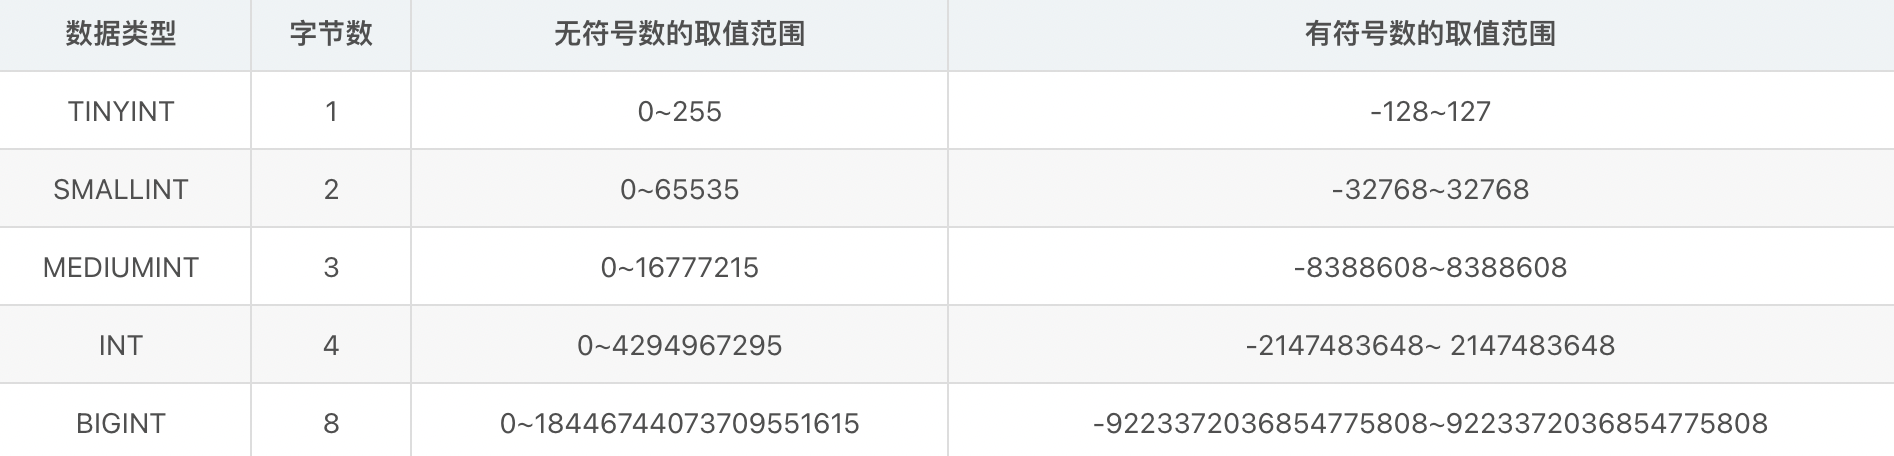 数据类型 字节数 无符号数的取值范围 有符号数的取值范围
TINYINT 1 0~255 -128~127
SMALLINT 2 0~65535 -32768~32768
MEDIUMINT 3 0~16777215 -8388608~8388608
INT 4 0~4294967295 -2147483648~ 2147483648
BIGINT 8 0~18446744073709551615 -9223372036854775808~9223372036854775808